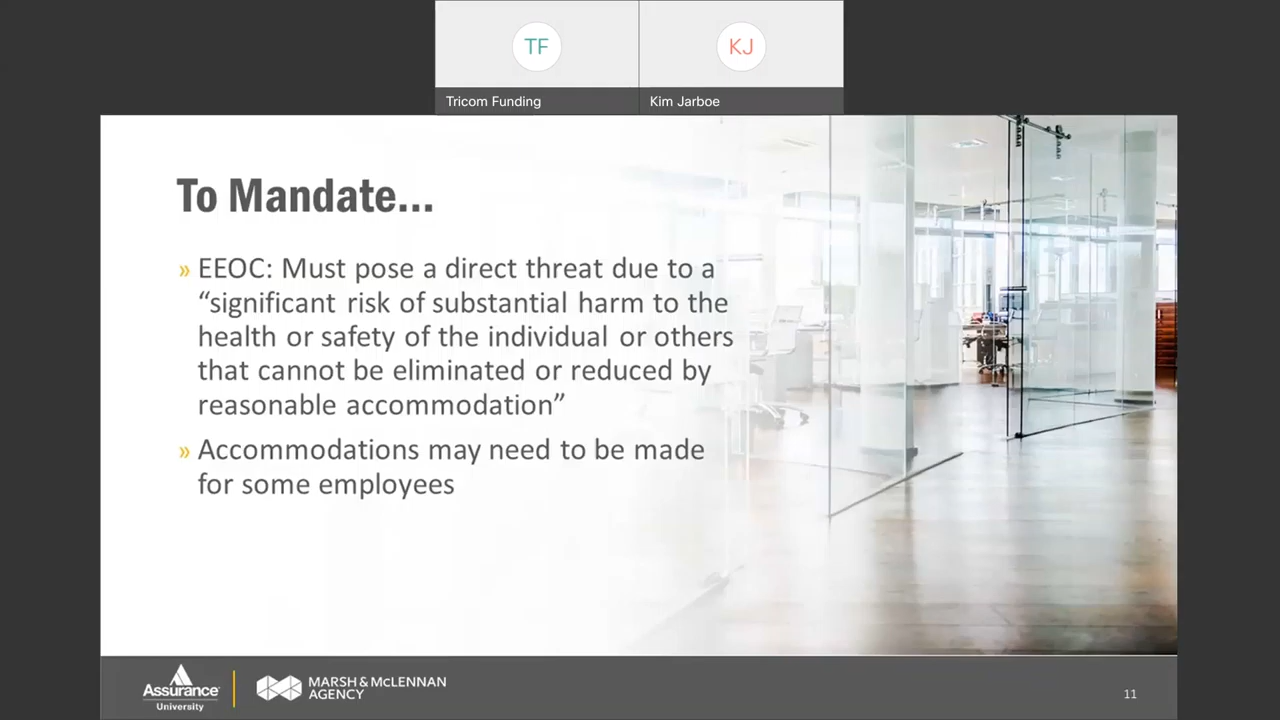 TF
KJ
Tricom Funding
Kim Jarboe
To Mandate...
» EEOC: Must pose a direct threat due to a
“significant risk of substantial harm to the
health or safety of the individual or others
that cannot be eliminated or reduced by
reasonable accommodation”
» Accommodations may need to be made
for some employees
Assurance
University
MARSH & McLENNAN
AGENCY
11